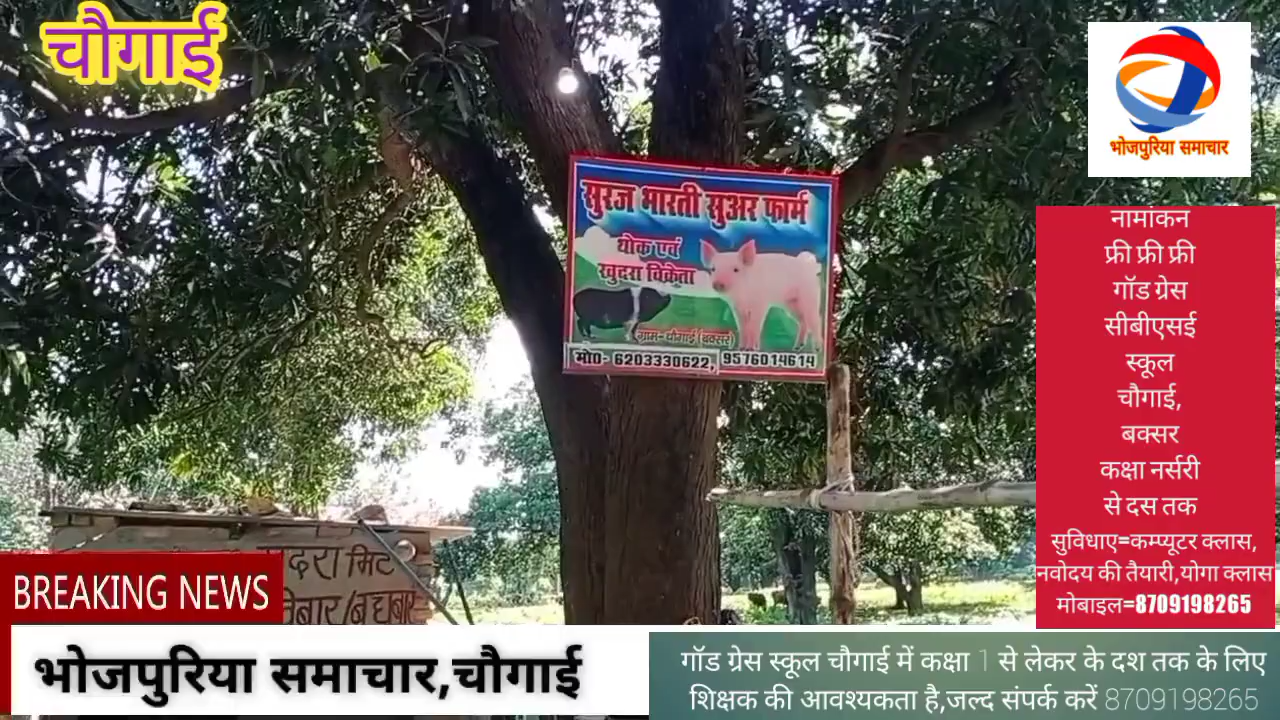 चौगाई
भोजपुरिया समाचार
सुरज भारती सुअर फार्म
थोक एवं
खुदरा विक्रेता
ग्राम- चौगाई (बक्सर)
मो0- 6203330622, 9576014614
नामांकन
फ्री फ्री फ्री
गॉड ग्रेस
सीबीएसई
स्कूल
चौगाई,
बक्सर
कक्षा नर्सरी
से दस तक
सुविधाए=कम्प्यूटर क्लास,
नवोदय की तैयारी,योगा क्लास
मोबाइल=8709198265
BREAKING NEWS
भोजपुरिया समाचार,चौगाई
गॉड ग्रेस स्कूल चौगाई में कक्षा 1 से लेकर के दश तक के लिए
शिक्षक की आवश्यकता है,जल्द संपर्क करें 8709198265